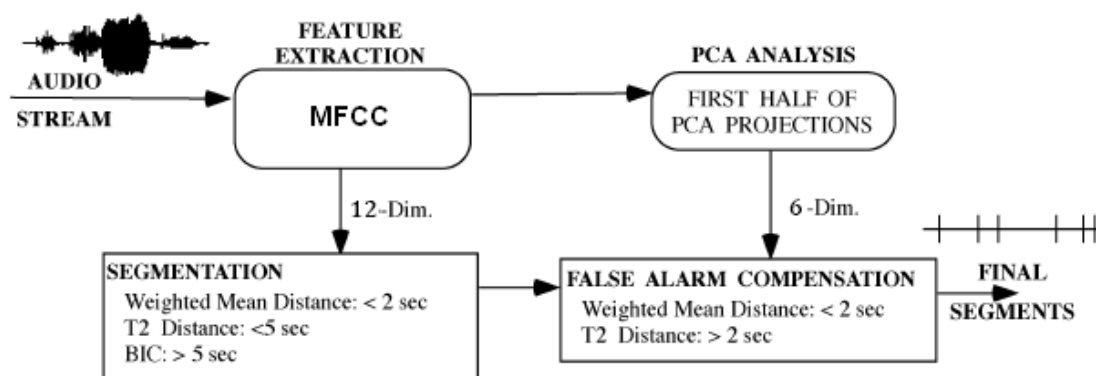 AUDIO
STREAM
FEATURE
EXTRACTION
MFCC
PCA ANALYSIS
FIRST HALF OF
PCA PROJECTIONS
12-Dim.
6-Dim.
SEGMENTATION
Weighted Mean Distance: < 2 sec
T2 Distance: <5 sec
BIC: > 5 sec
FALSE ALARM COMPENSATION
Weighted Mean Distance: < 2 sec
T2 Distance: > 2 sec
FINAL
SEGMENTS